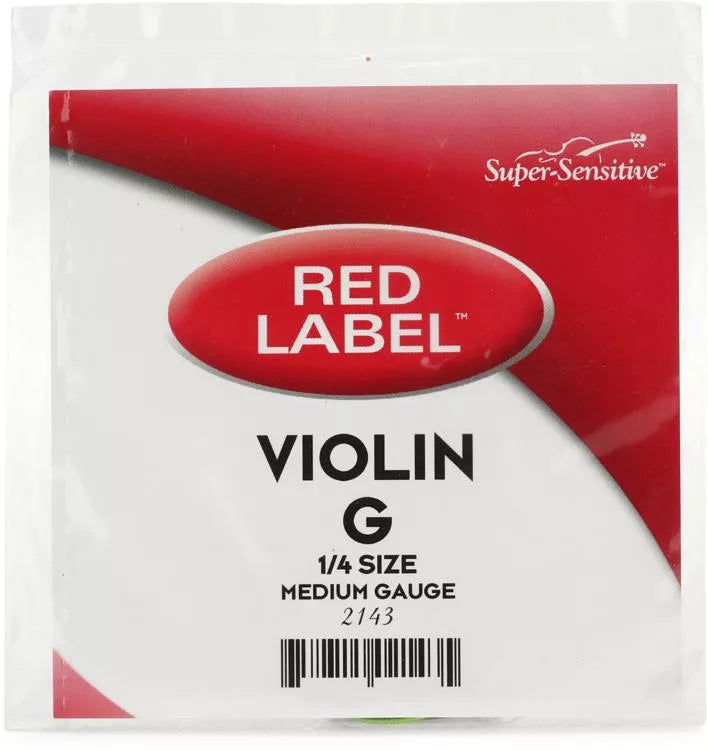 Super-Sensitive™
RED
LABEL™
VIOLIN
G
1/4 SIZE
MEDIUM GAUGE
2143